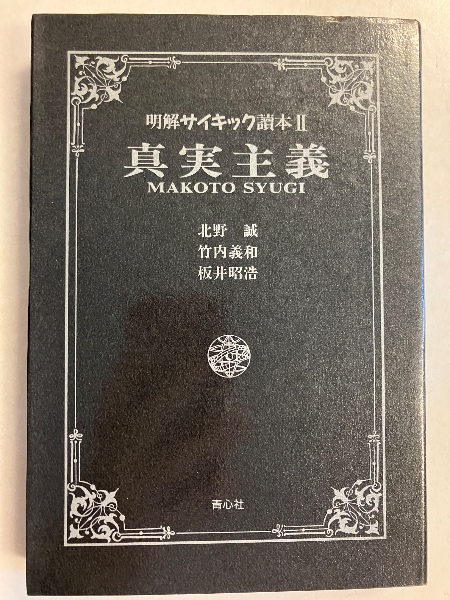 明解サイキック讀本Ⅱ
真実主義
MAKOTO SYUGI
北野 誠
竹内義和
板井昭浩
青心社